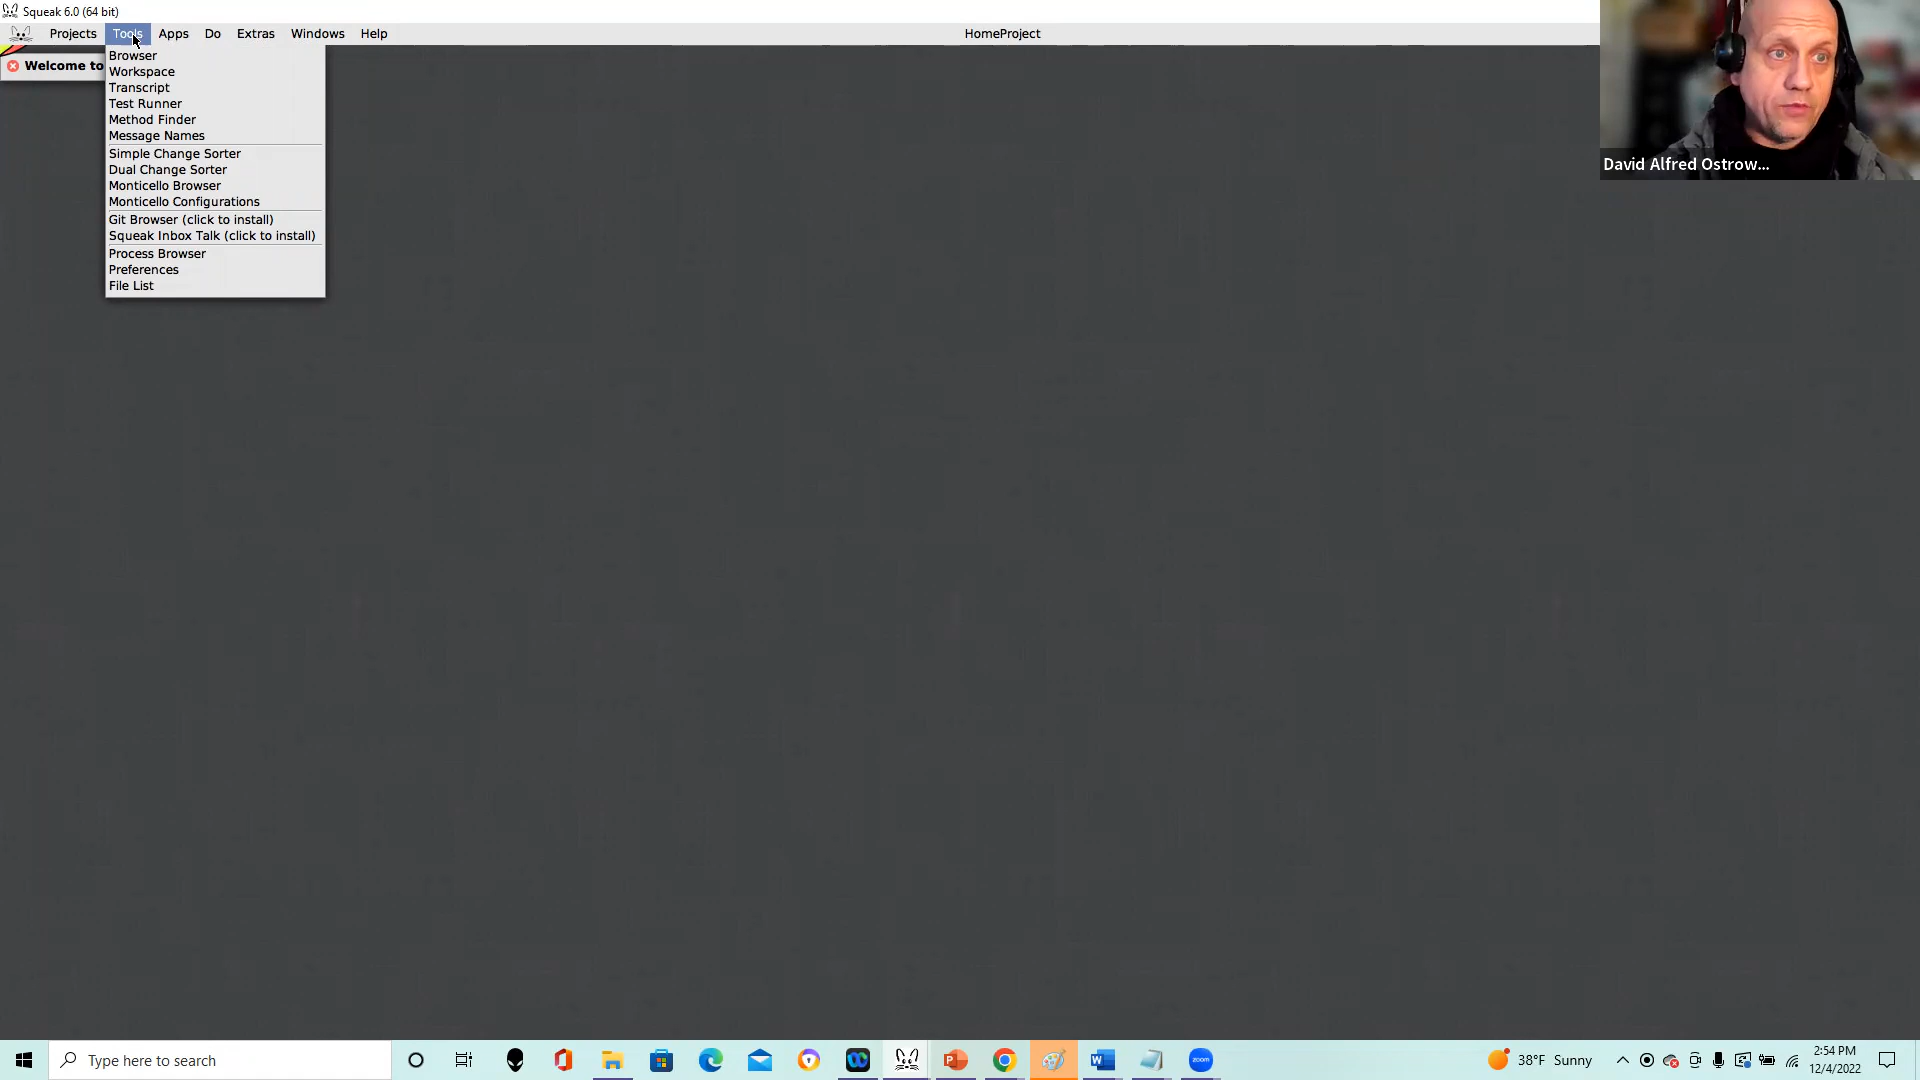 Squeak 6.0 (64 bit)
Projects Tools Apps Do Extras Windows Help HomeProject
Welcome to
Browser
Workspace
Transcript
Test Runner
Method Finder
Message Names
Simple Change Sorter
Dual Change Sorter
Monticello Browser
Monticello Configurations
Git Browser (click to install)
Squeak Inbox Talk (click to install)
Process Browser
Preferences
File List
David Alfred Ostrow...
Type here to search
zoom
38°F Sunny
2:54 PM
12/4/2022